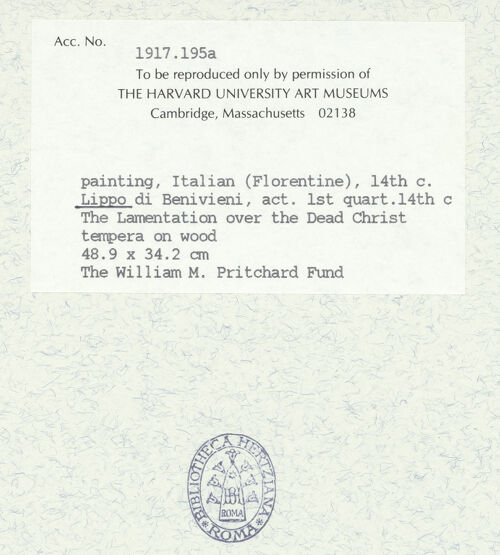 Acc. No.
1917.195a
To be reproduced only by permission of
THE HARVARD UNIVERSITY ART MUSEUMS
Cambridge, Massachusetts 02138
painting, Italian (Florentine), 14th c.
Lippo di Benivieni, act. 1st quart.14th c
The Lamentation over the Dead Christ
tempera on wood
48.9 x 34.2 cm
The William M. Pritchard Fund
BIBLIOTHECA HERTZIANA
ROMA
ROMA